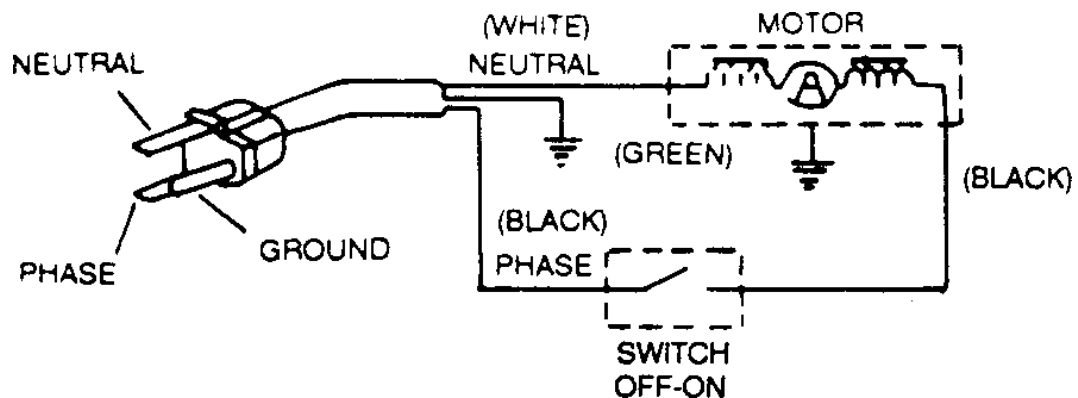 NEUTRAL
(WHITE)
NEUTRAL
MOTOR
A
(GREEN)
(BLACK)
(BLACK)
PHASE
GROUND
PHASE
SWITCH
OFF-ON